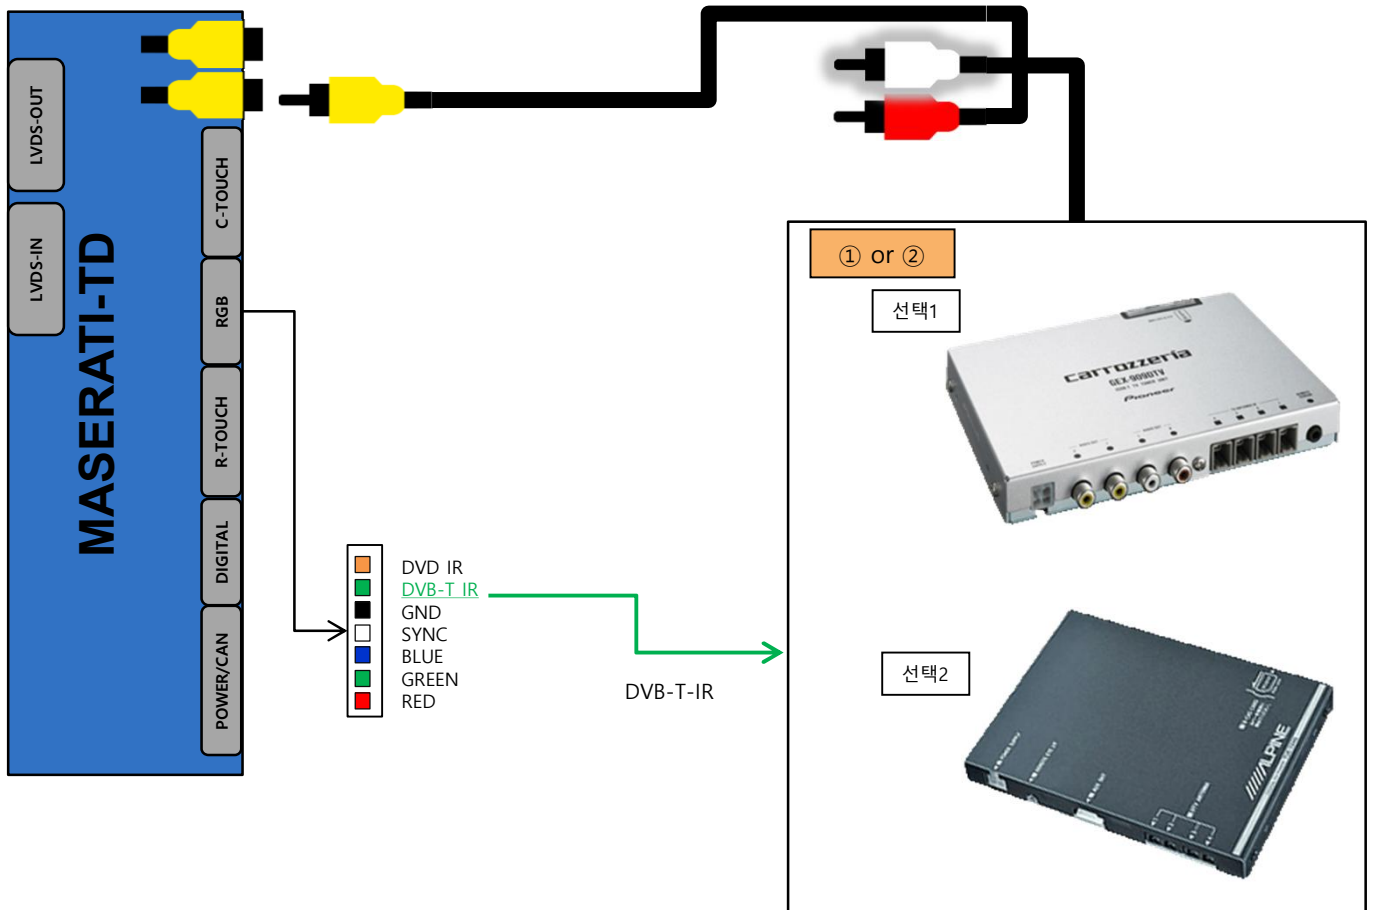 LVDS-OUT
LVDS-IN
MASERATI-TD
C-TOUCH
RGB
R-TOUCH
DIGITAL
POWER/CAN
DVD IR
DVB-T IR
GND
SYNC
BLUE
GREEN
RED
DVB-T-IR
① or ②
선택1
carrozzeria
GEX-909DTV
Pioneer
선택2
ALPINE